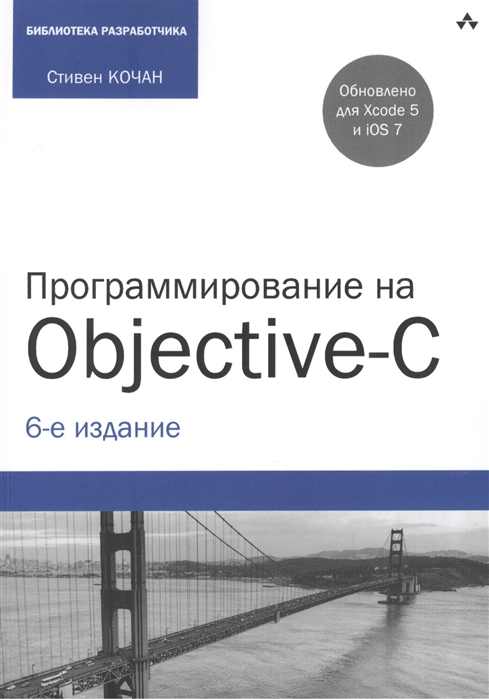 БИБЛИОТЕКА РАЗРАБОТЧИКА
Стивен КОЧАН
Обновлено
для Xcode 5
и iOS 7
Программирование на
Objective-C
6-е издание